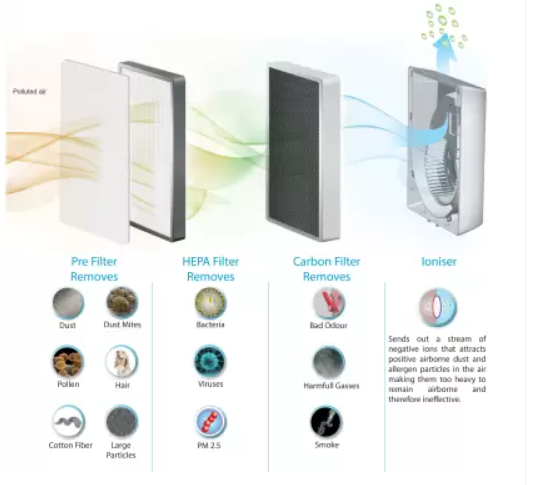 Polluted air
Pre Filter
Removes
Dust
Dust Mites
Pollen
Hair
Cotton Fiber
Large
Particles
HEPA Filter
Removes
Bacteria
Viruses
PM 2.5
Carbon Filter
Removes
Bad Odour
Harmfull Gasses
Smoke
Ioniser
Sends out a stream of
negative ions that attracts
positive airborne dust and
allergen particles in the air
making them too heavy to
remain airborne and
therefore ineffective.